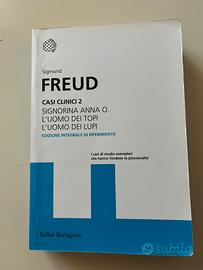 Sigmund
FREUD
CASI CLINICI 2
SIGNORINA ANNA O.
L'UOMO DEI TOPI
L'UOMO DEI LUPI
EDIZIONE INTEGRALE DI RIFERIMENTO
I casi di studio esemplari
che hanno fondato la psicoanalisi
Bollati Boringhieri
subito